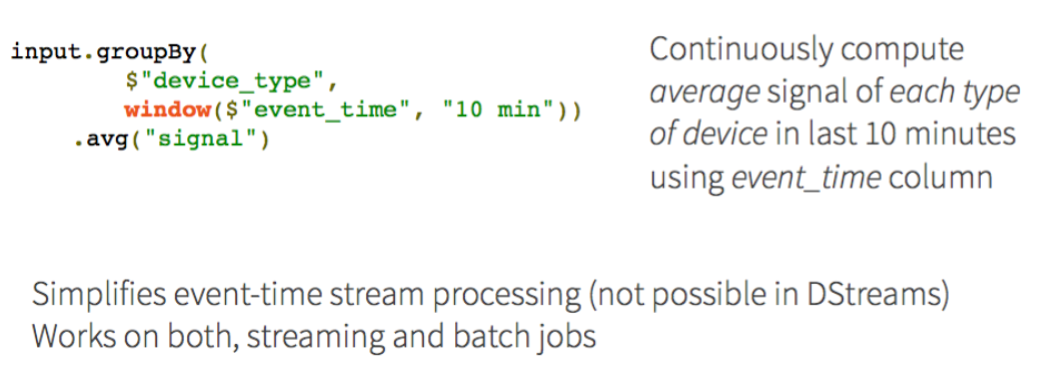 input.groupBy(
$"device_type",
window($"event_time", "10 min"))
.avg("signal")
Continuously compute
average signal of each type
of device in last 10 minutes
using event_time column
Simplifies event-time stream processing (not possible in DStreams)
Works on both, streaming and batch jobs